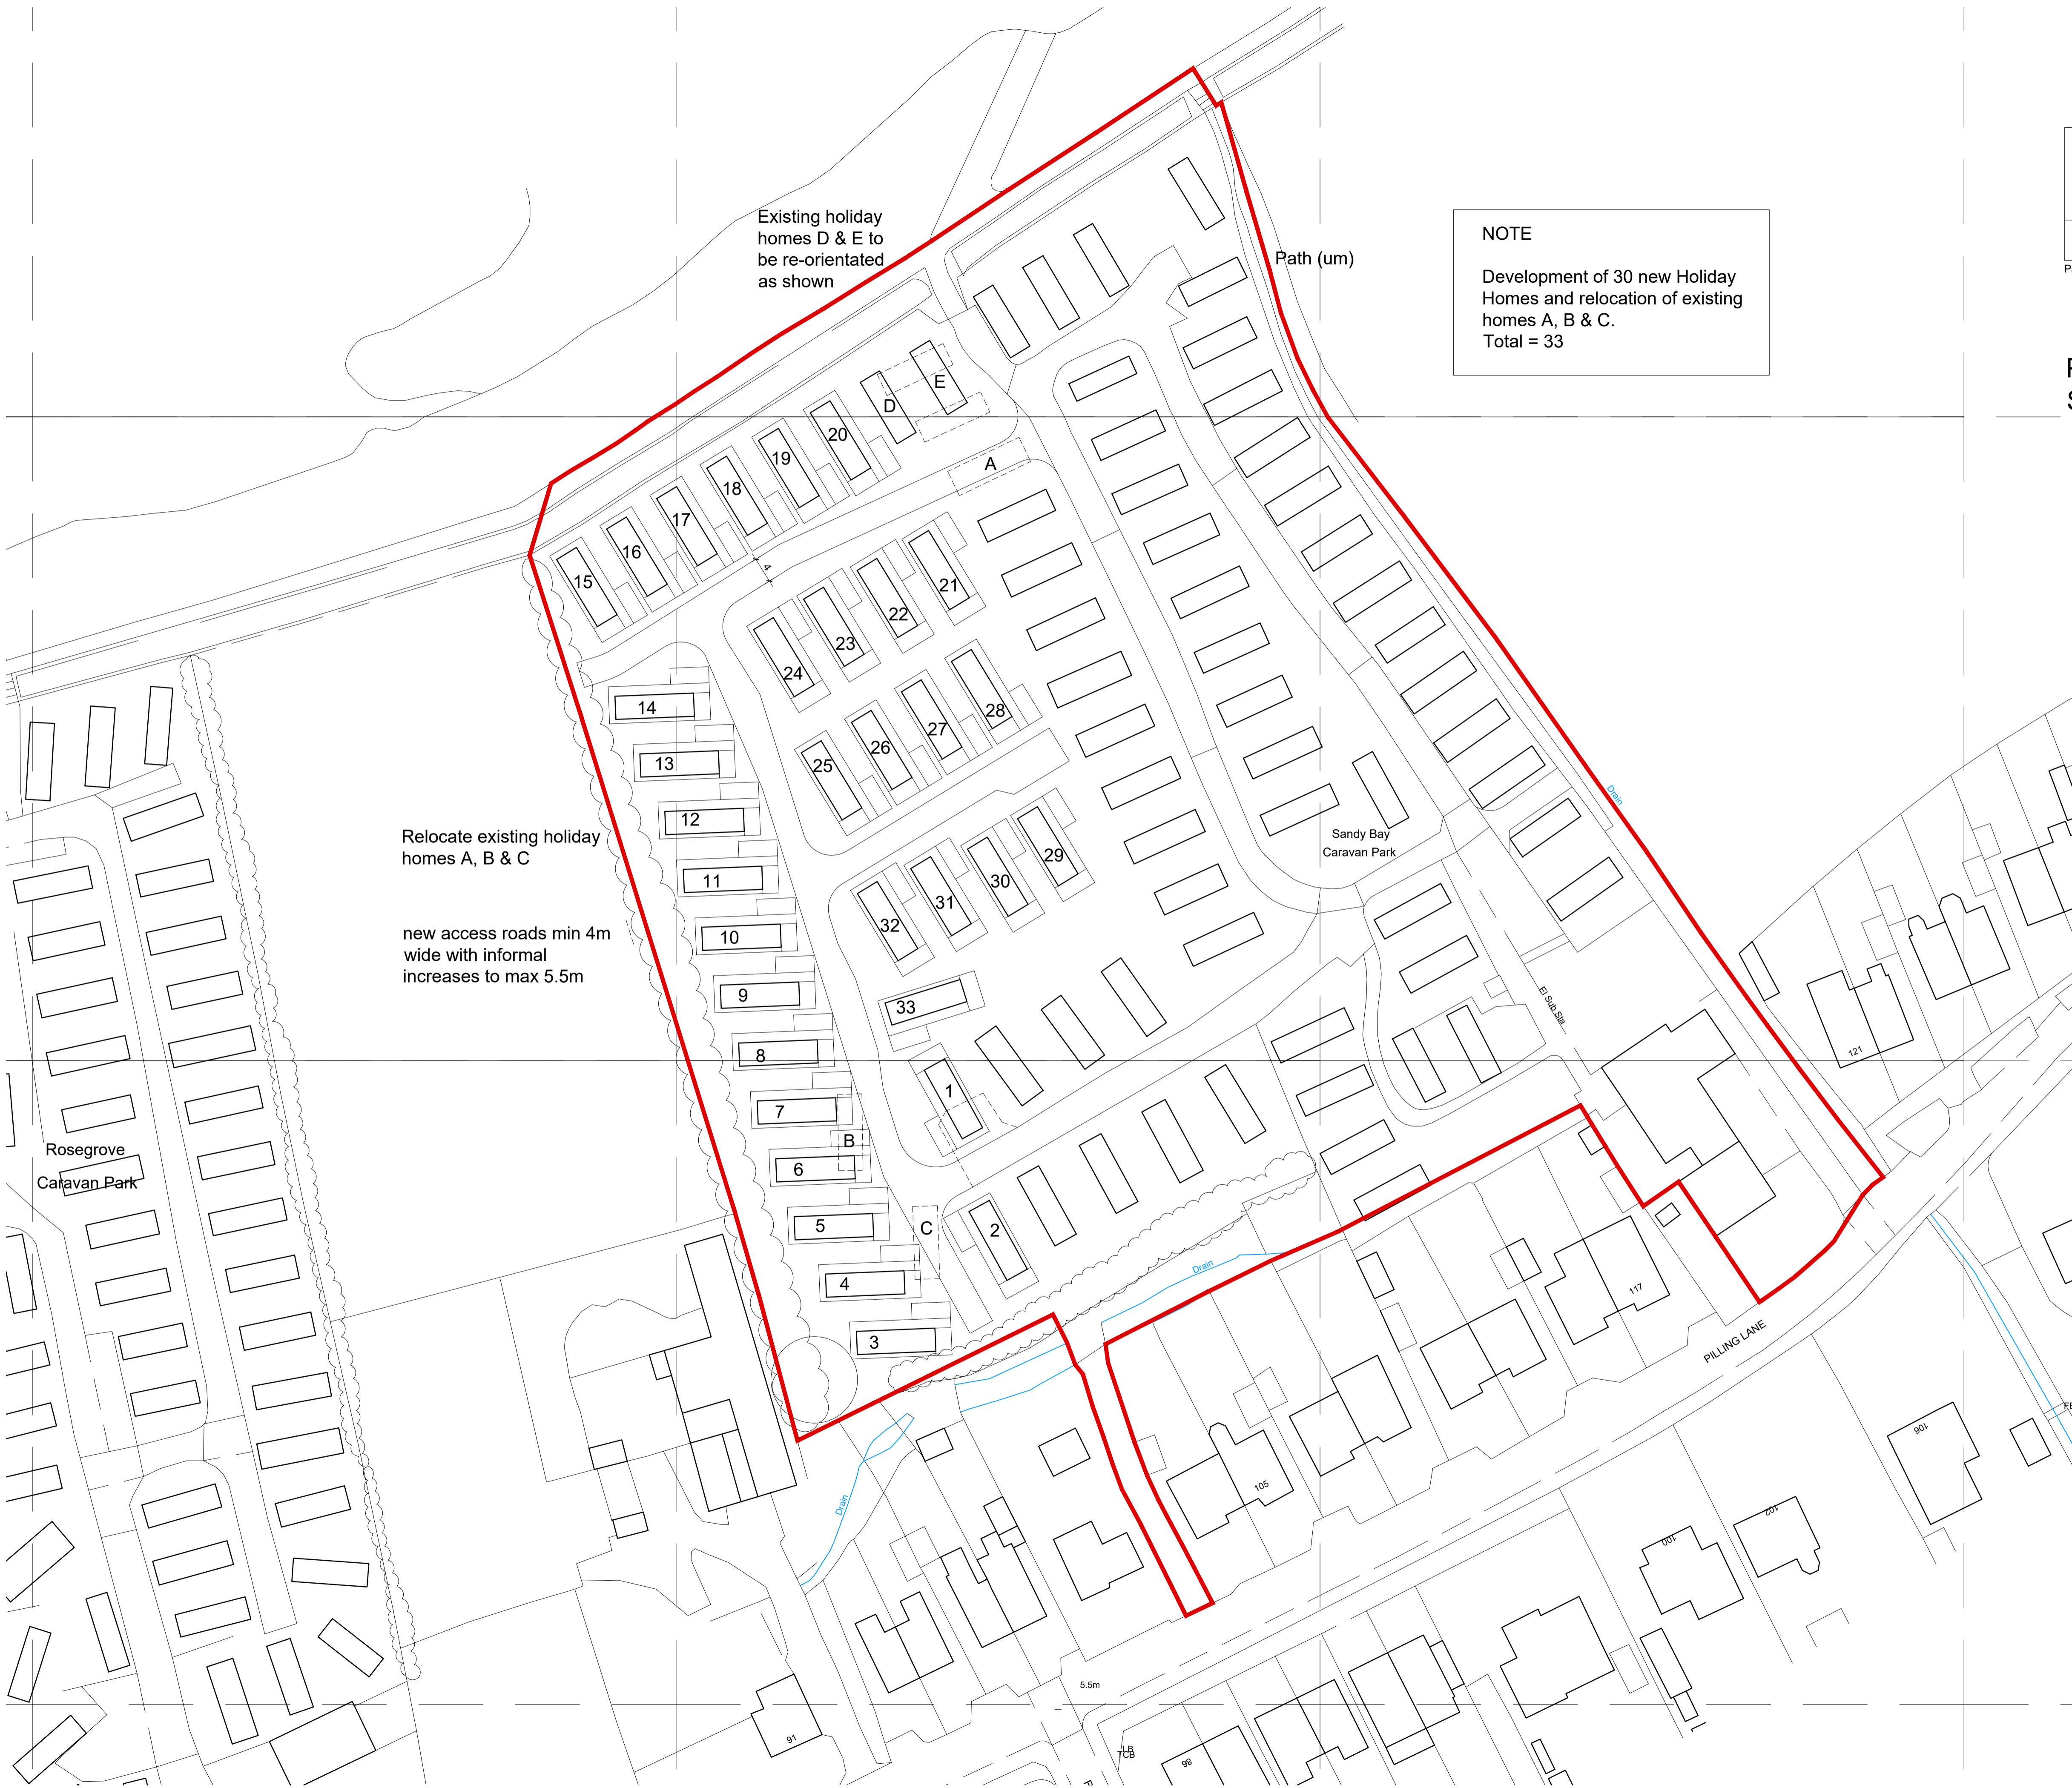 Existing holiday
homes D & E to
be re-orientated
as shown
Path (um)
NOTE
Development of 30 new Holiday
Homes and relocation of existing
homes A, B & C.
Total = 33
E
D
20
A
19
18
17
16
15
4
21
22
23
24
14
28
27
26
25
13
12
11
10
9
8
7
6
5
4
3
29
30
31
32
33
1
2
B
C
Relocate existing holiday
homes A, B & C
new access roads min 4m
wide with informal
increases to max 5.5m
Sandy Bay
Caravan Park
Drain
El Sub Sta
121
Rosegrove
Caravan Park
Drain
117
PILLING LANE
105
Drain
106
102
100
5.5m
LB
TCB
91
98